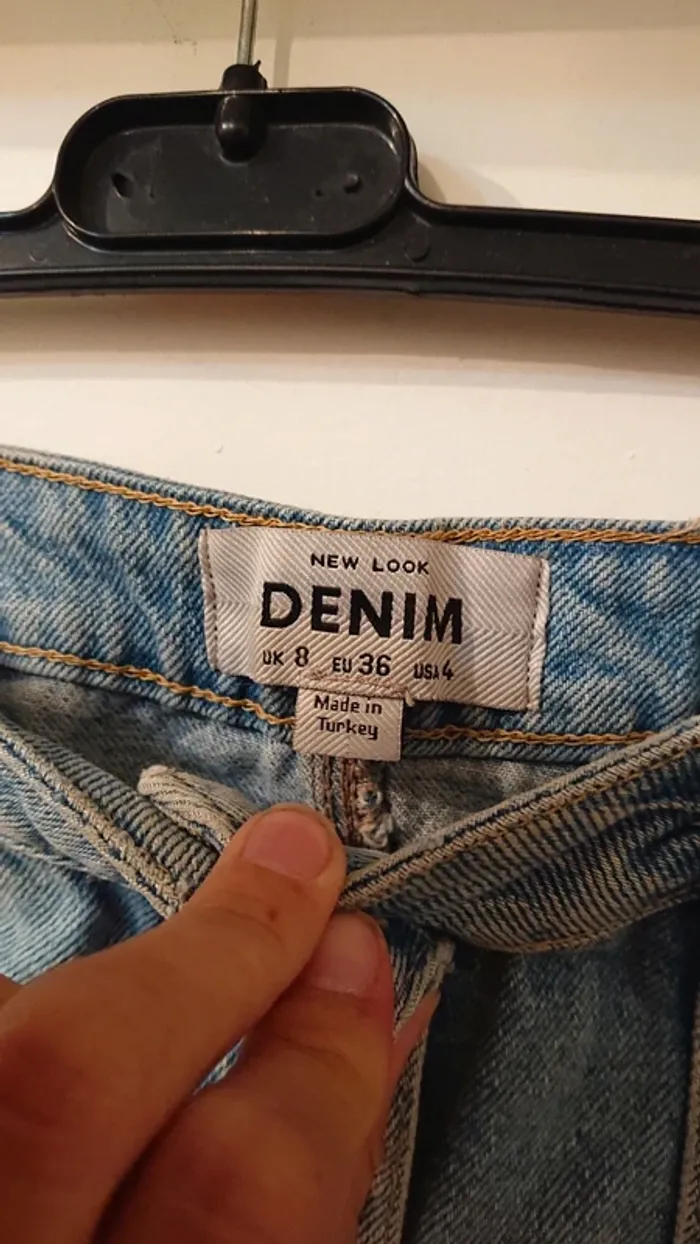 NEW LOOK
DENIM
UK 8 EU 36 USA 4
Made in
Turkey